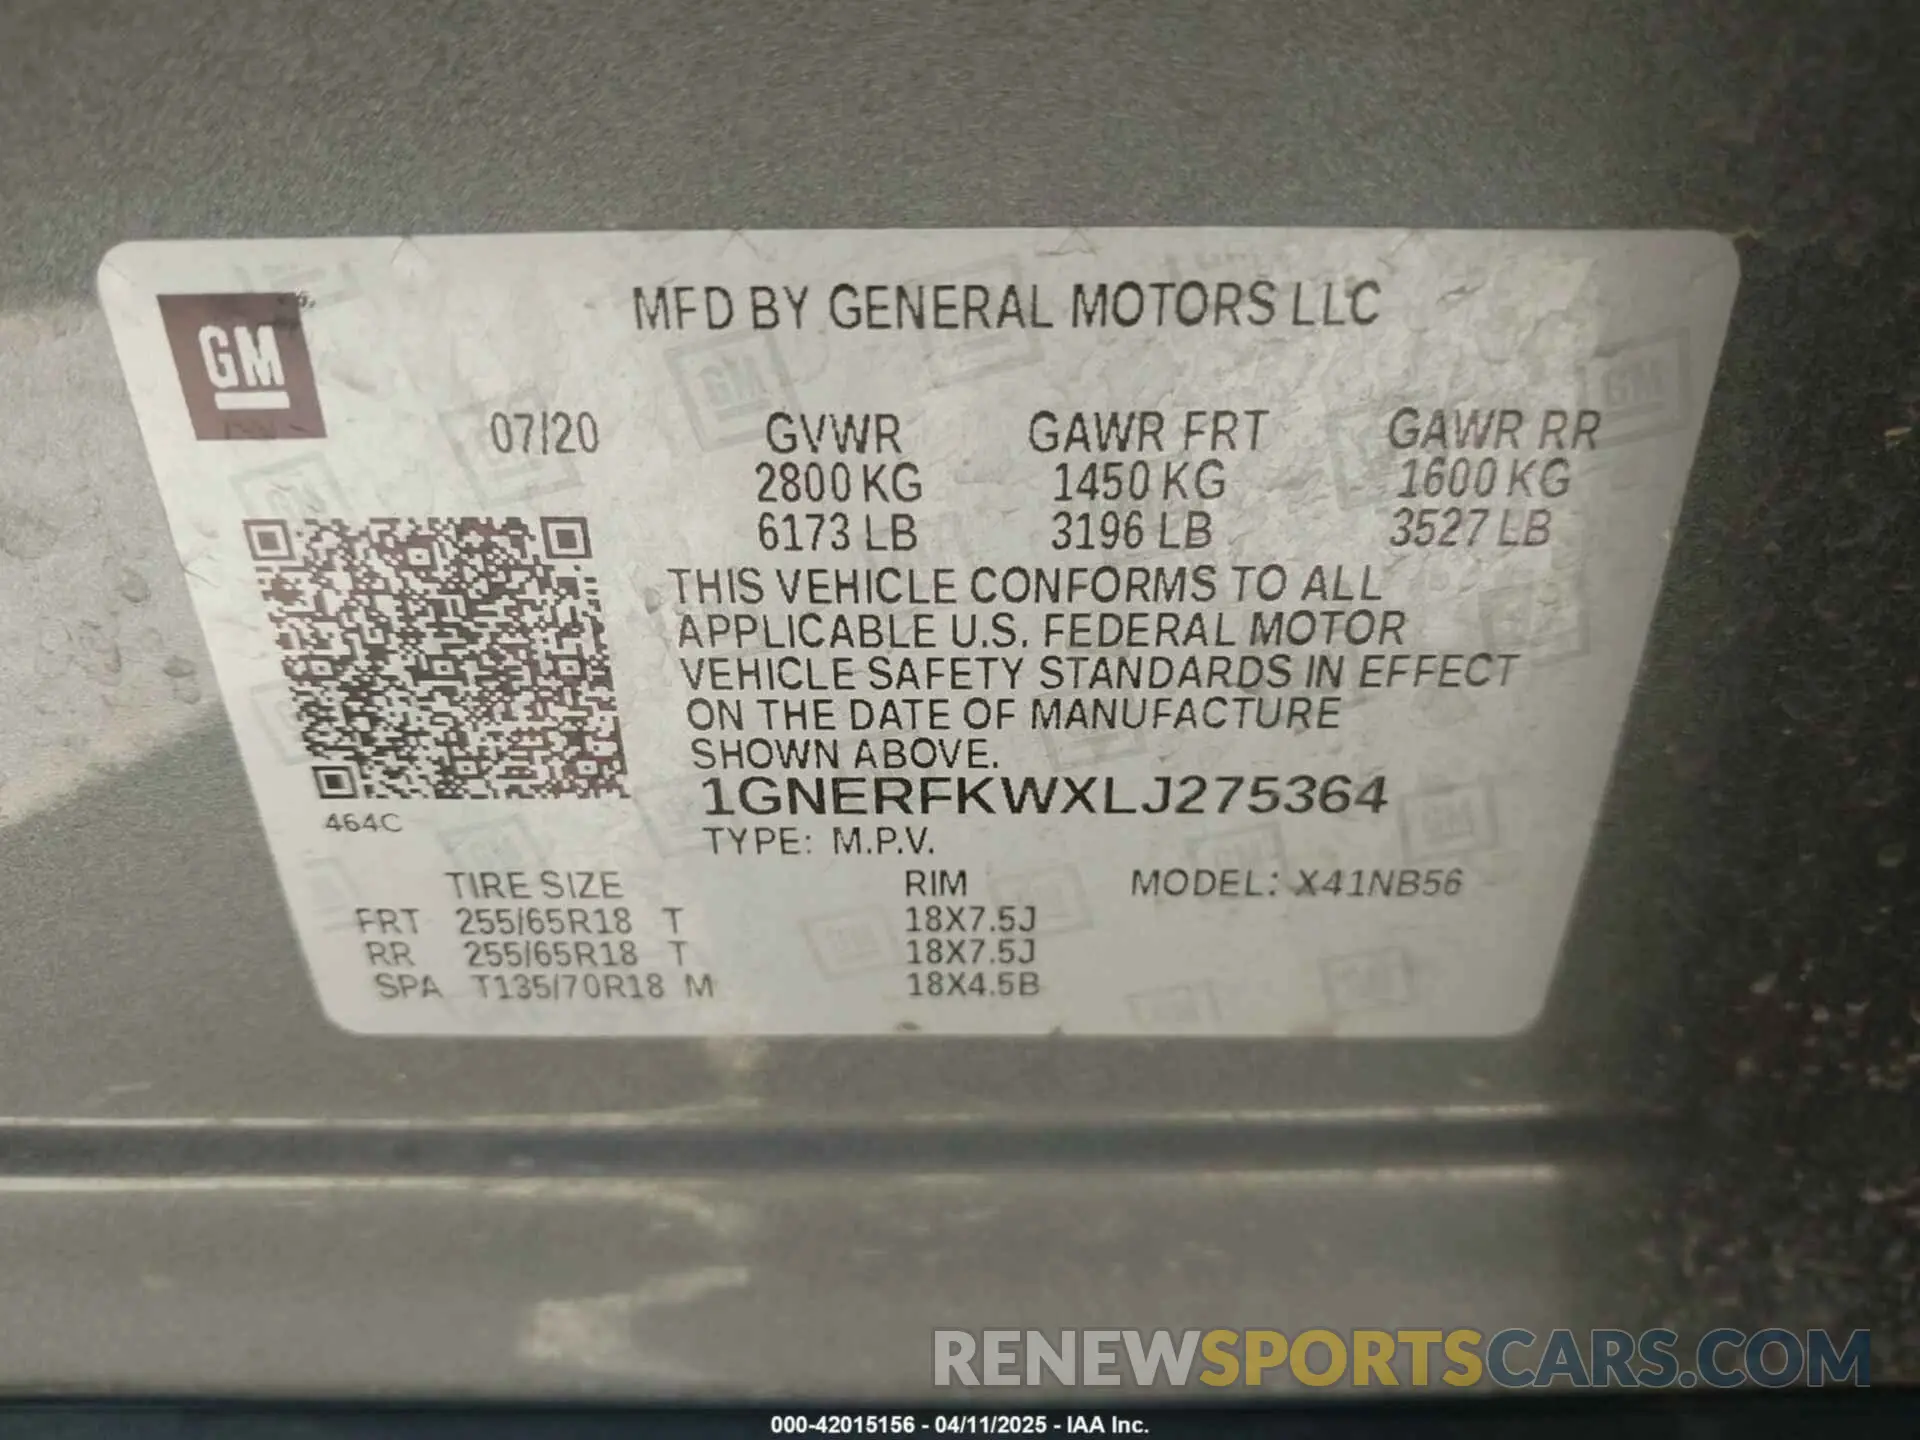 MFD BY GENERAL MOTORS LLC
GM
07/20 GVWR GAWR FRT GAWR RR
2800 KG 1450 KG 1600 KG
6173 LB 3196 LB 3527 LB
THIS VEHICLE CONFORMS TO ALL
APPLICABLE U.S. FEDERAL MOTOR
VEHICLE SAFETY STANDARDS IN EFFECT
ON THE DATE OF MANUFACTURE
SHOWN ABOVE.
1GNERFKWXLJ275364
464C
TYPE: M.P.V.
TIRE SIZE RIM MODEL: X41NB56
FRT 255/65R18 T 18X7.5J
RR 255/65R18 T 18X7.5J
SPA T135/70R18 M 18X4.5B
RENEWSPORTSCARS.COM
000-42015156 - 04/11/2025 - IAA Inc.